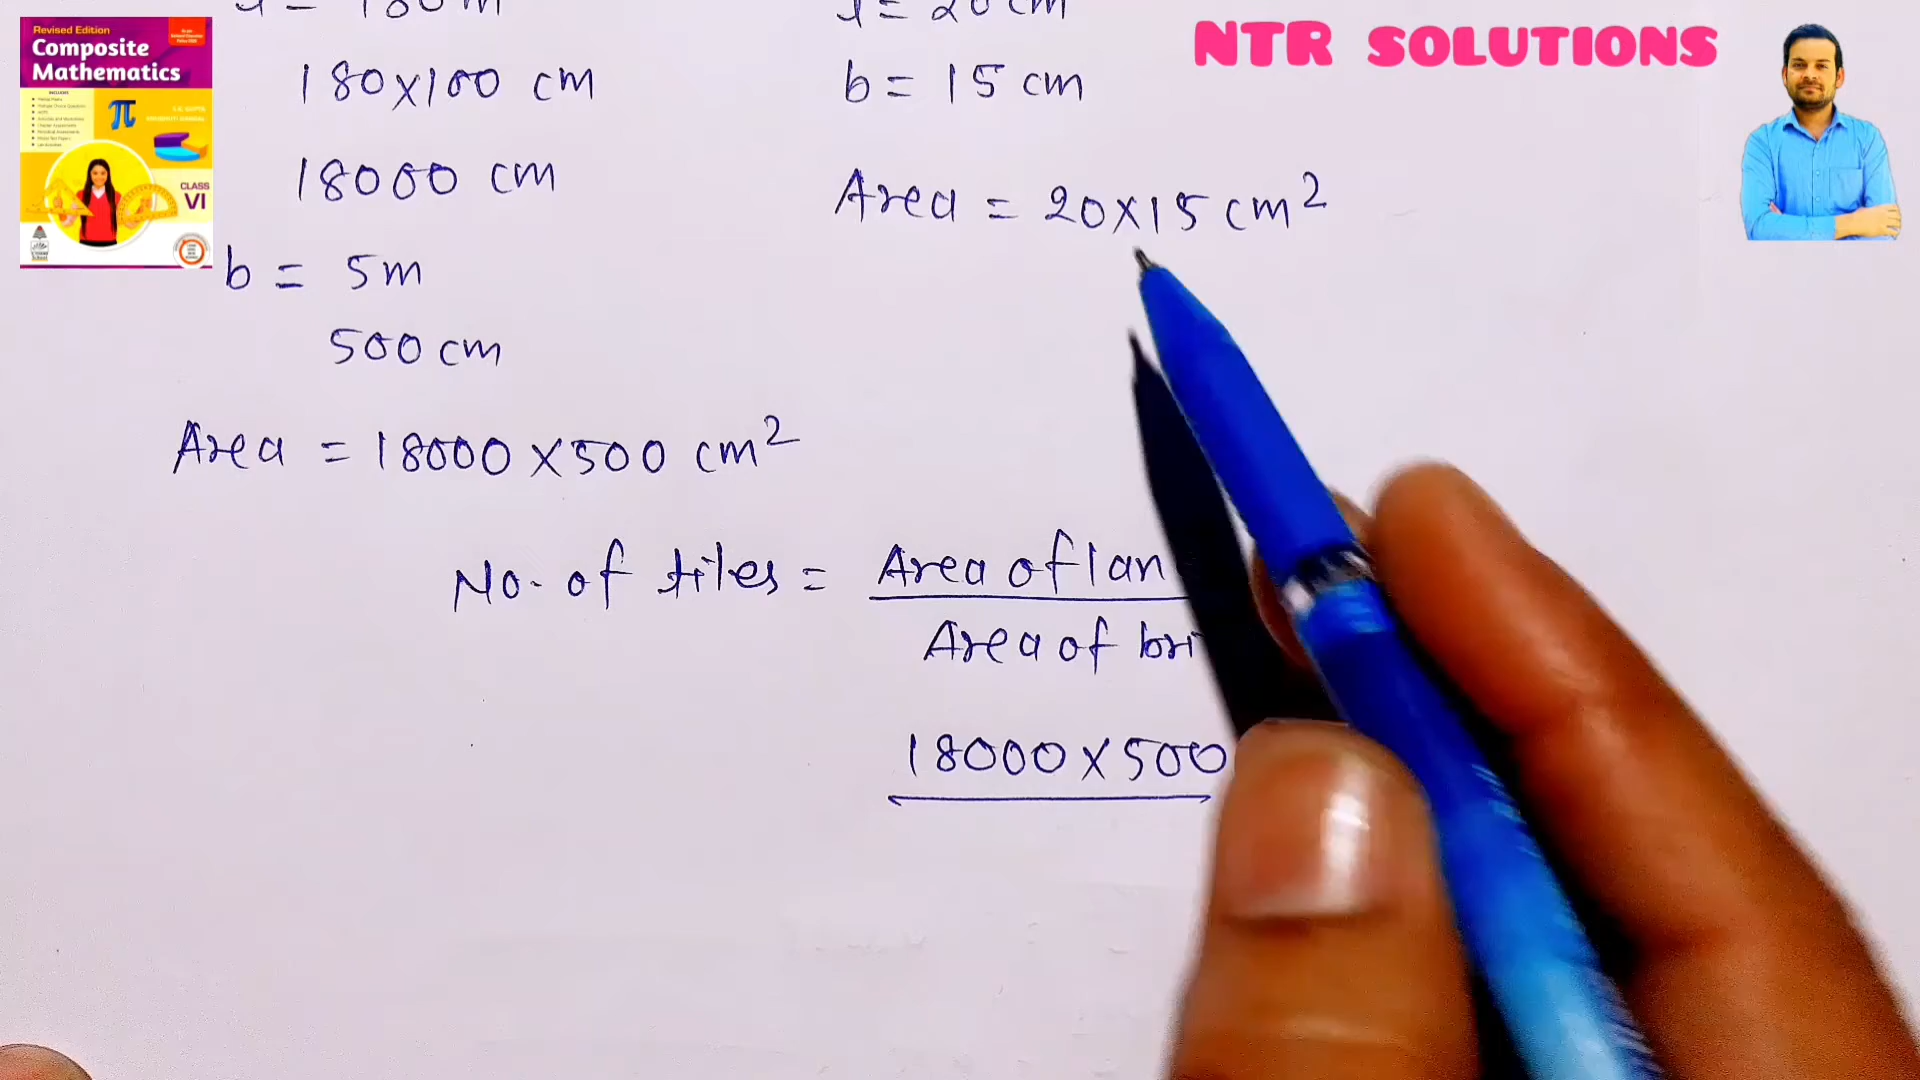 Revised Edition
Composite
Mathematics
CLASS
VI
NTR SOLUTIONS
180x100 cm
18000 cm
b = 5m
500 cm
Area = 18000 x 500 cm²
b = 15 cm
Area = 20x15 cm²
No. of tiles = Area of lan
Area of bri
18000 x 500